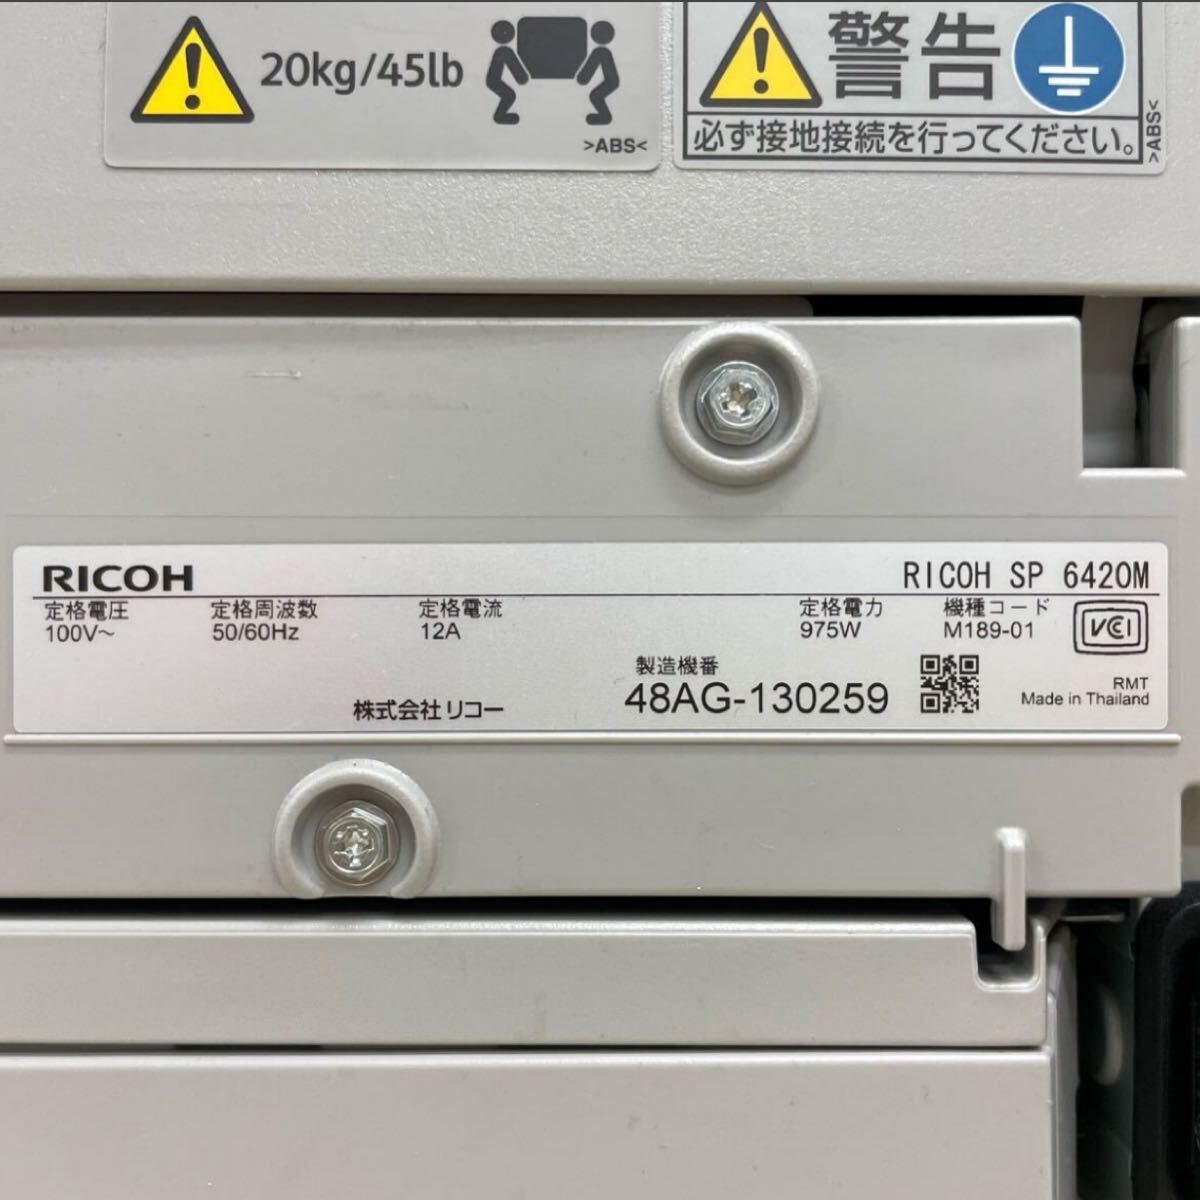 20kg/45lb
>ABS<
警告
必ず接地接続を行ってください。
>ABS<
RICOH
RICOH SP 6420M
定格電圧 定格周波数 定格電流 定格電力 機種コード
100V～ 50/60Hz 12A 975W M189-01
VCCI
製造機番
株式会社リコー 48AG-130259
RMT
Made in Thailand